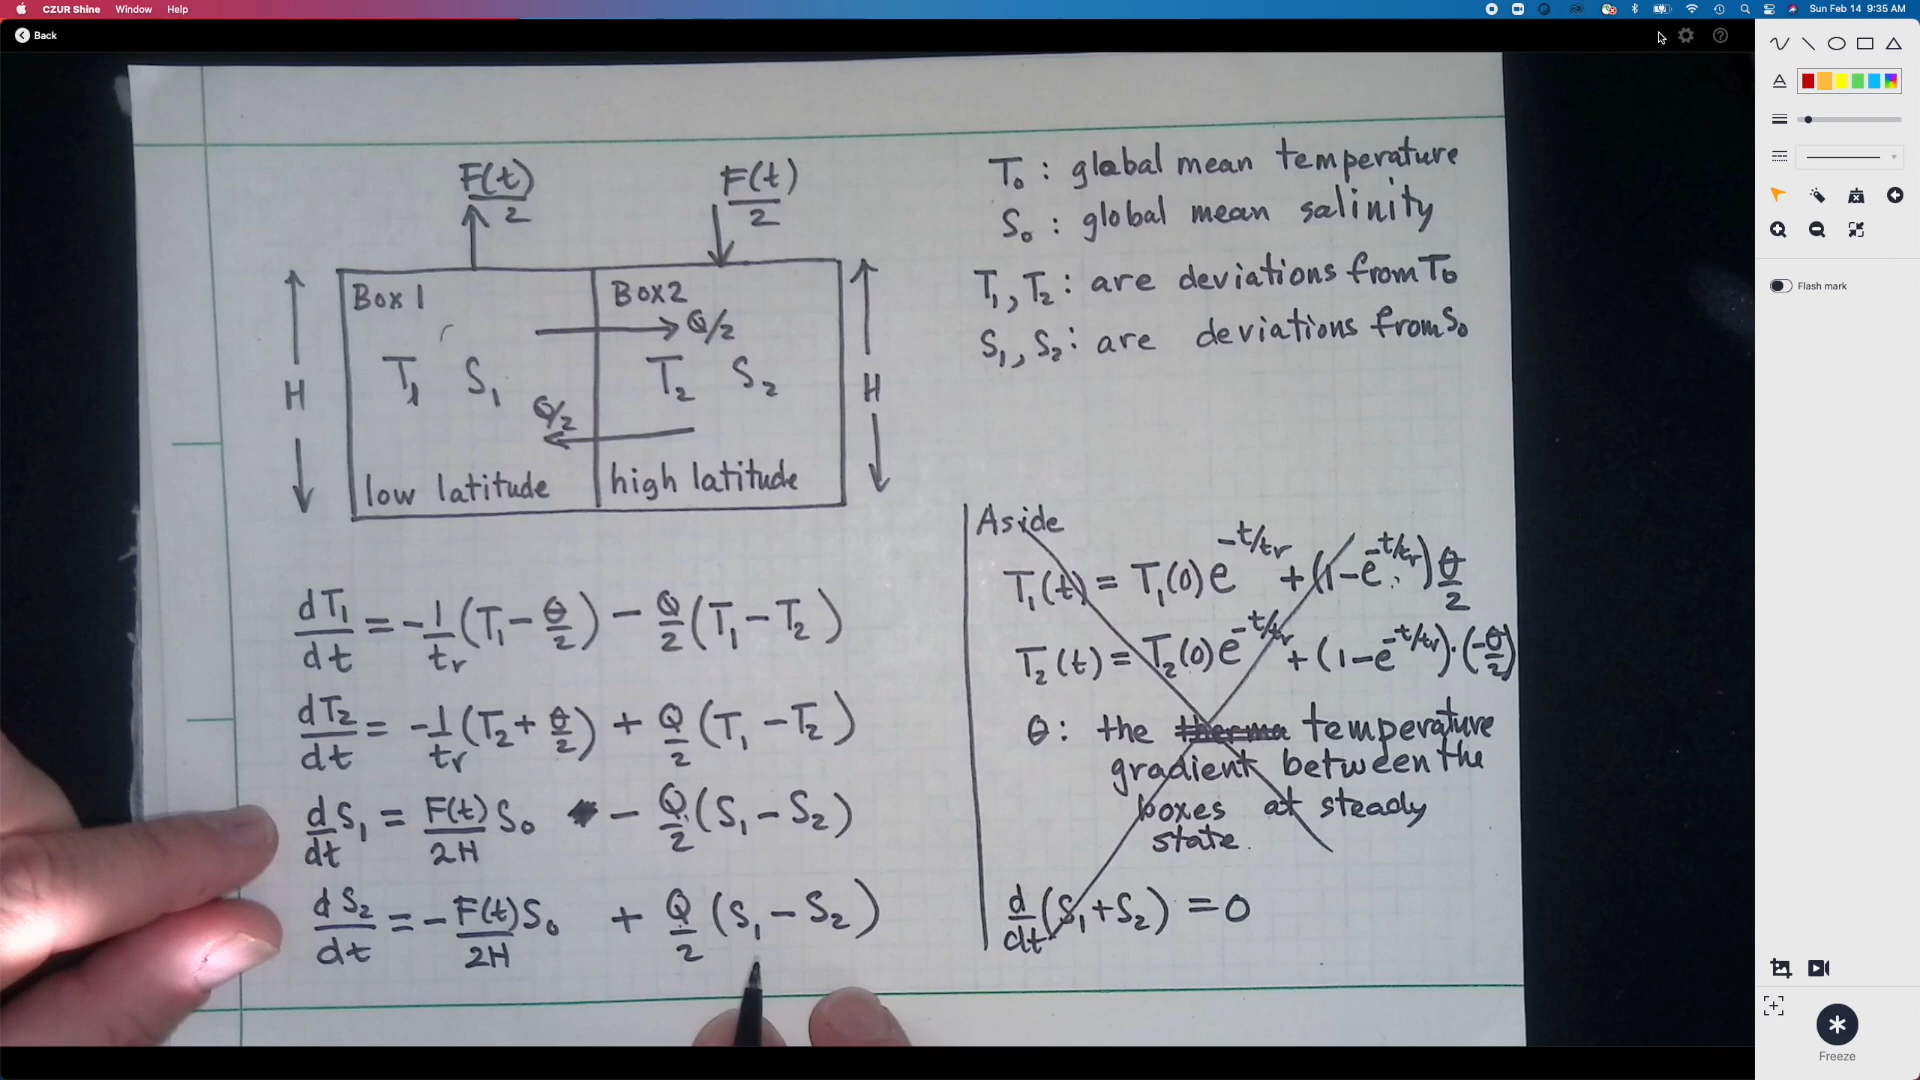 CZUR Shine Window Help
Sun Feb 14 9:35 AM
Back
F(t)/2
F(t)/2
T₀ : global mean temperature
S₀ : global mean salinity
T₁, T₂ : are deviations from T₀
S₁, S₂ : are deviations from S₀
Box 1
Box 2
Q/2
H
T₁ S₁
T₂ S₂
H
Q/2
low latitude
high latitude
dT₁/dt = -1/tᵣ (T₁ - θ/2) - Q/2 (T₁ - T₂)
dT₂/dt = -1/tᵣ (T₂ + θ/2) + Q/2 (T₁ - T₂)
d/dt S₁ = F(t)/2H S₀ - Q/2 (S₁ - S₂)
dS₂/dt = - F(t)/2H S₀ + Q/2 (S₁ - S₂)
Aside
T₁(t) = T₁(0) e^(-t/tᵣ) + (1 - e^(-t/tᵣ)) θ/2
T₂(t) = T₂(0) e^(-t/tᵣ) + (1 - e^(-t/tᵣ)) · (-θ/2)
θ : the therma temperature
gradient between the
boxes at steady
state.
d/dt (S₁ + S₂) = 0
Flash mark
Freeze